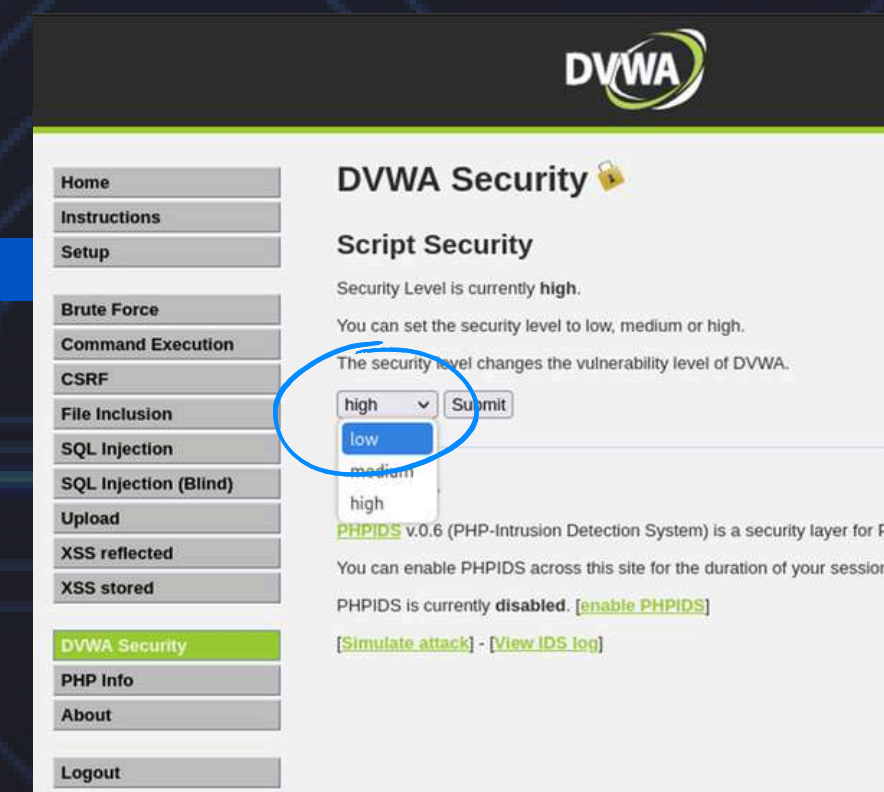 DVWA
Home
Instructions
Setup
Brute Force
Command Execution
CSRF
File Inclusion
SQL Injection
SQL Injection (Blind)
Upload
XSS reflected
XSS stored
DVWA Security
PHP Info
About
Logout
DVWA Security
Script Security
Security Level is currently high.
You can set the security level to low, medium or high.
The security level changes the vulnerability level of DVWA.
high Submit
low
medium
high
PHPIDS v.0.6 (PHP-Intrusion Detection System) is a security layer for
You can enable PHPIDS across this site for the duration of your session
PHPIDS is currently disabled. [enable PHPIDS]
[Simulate attack] - [View IDS log]